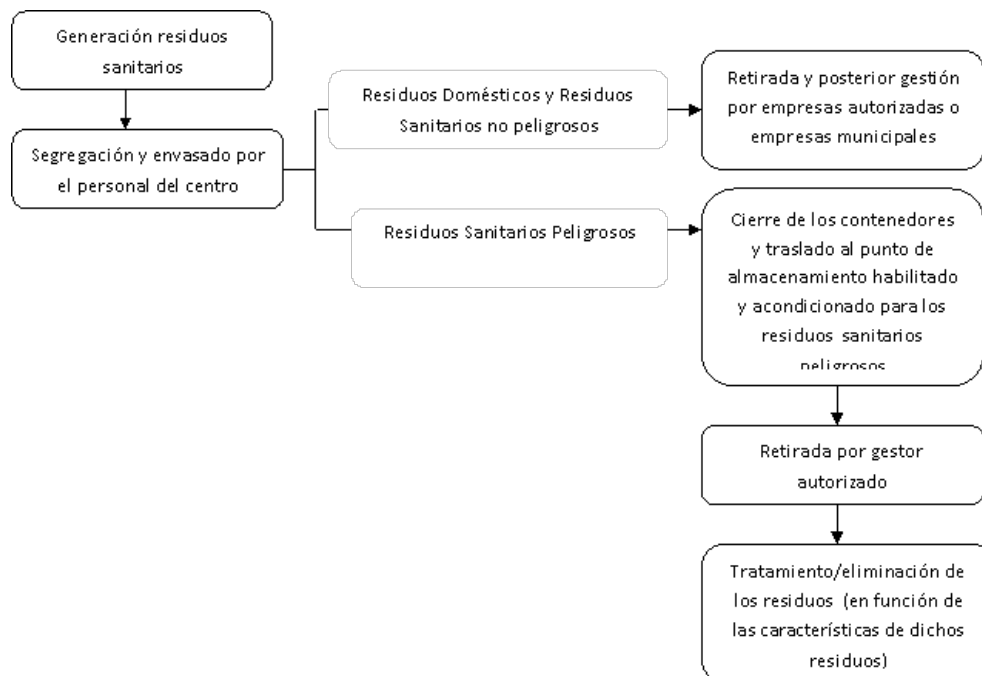 Generación residuos
sanitarios
Segregación y envasado por
el personal del centro
Residuos Domésticos y Residuos
Sanitarios no peligrosos
Retirada y posterior gestión
por empresas autorizadas o
empresas municipales
Residuos Sanitarios Peligrosos
Cierre de los contenedores
y traslado al punto de
almacenamiento habilitado
y acondicionado para los
residuos sanitarios
peligrosos
Retirada por gestor
autorizado
Tratamiento/eliminación de
los residuos (en función de
las características de dichos
residuos)